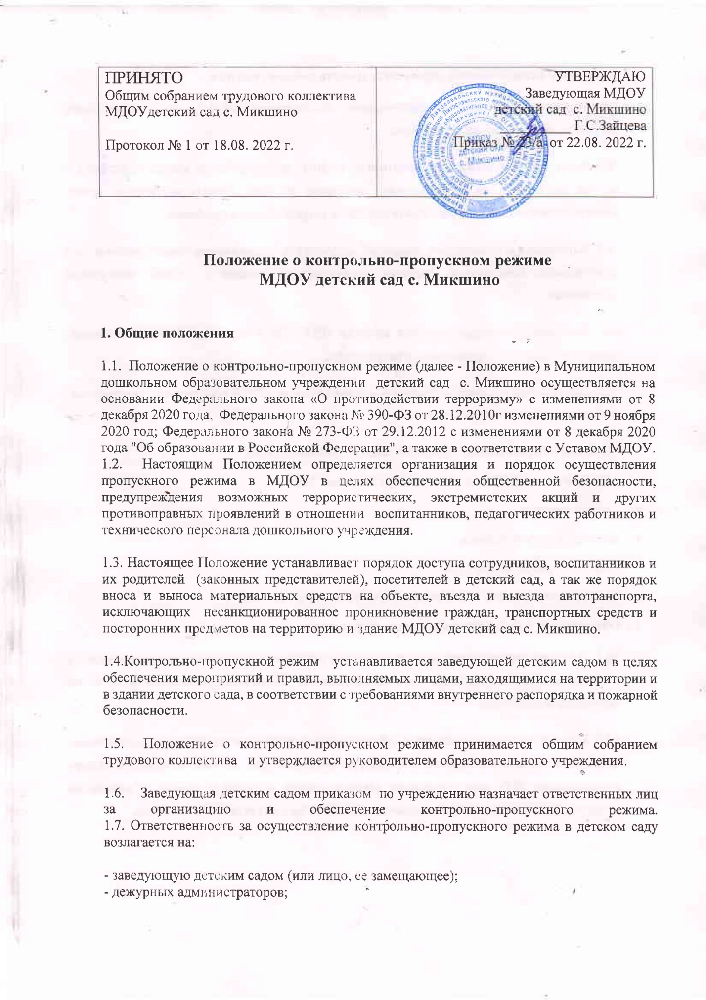 ПРИНЯТО
Общим собранием трудового коллектива
МДОУдетский сад с. Микшино
Протокол № 1 от 18.08. 2022 г.
УТВЕРЖДАЮ
Заведующая МДОУ
детский сад с. Микшино
____________ Г.С.Зайцева
Приказ № 23/а от 22.08. 2022 г.
МДОУ
детский сад
с. Микшино
Положение о контрольно-пропускном режиме
МДОУ детский сад с. Микшино
1. Общие положения
1.1. Положение о контрольно-пропускном режиме (далее - Положение) в Муниципальном
дошкольном образовательном учреждении детский сад с. Микшино осуществляется на
основании Федерального закона «О противодействии терроризму» с изменениями от 8
декабря 2020 года, Федерального закона № 390-ФЗ от 28.12.2010г изменениями от 9 ноября
2020 год; Федерального закона № 273-ФЗ от 29.12.2012 с изменениями от 8 декабря 2020
года "Об образовании в Российской Федерации", а также в соответствии с Уставом МДОУ.
1.2. Настоящим Положением определяется организация и порядок осуществления
пропускного режима в МДОУ в целях обеспечения общественной безопасности,
предупреждения возможных террористических, экстремистских акций и других
противоправных проявлений в отношении воспитанников, педагогических работников и
технического персонала дошкольного учреждения.
1.3. Настоящее Положение устанавливает порядок доступа сотрудников, воспитанников и
их родителей (законных представителей), посетителей в детский сад, а так же порядок
вноса и выноса материальных средств на объекте, въезда и выезда автотранспорта,
исключающих несанкционированное проникновение граждан, транспортных средств и
посторонних предметов на территорию и здание МДОУ детский сад с. Микшино.
1.4.Контрольно-пропускной режим устанавливается заведующей детским садом в целях
обеспечения мероприятий и правил, выполняемых лицами, находящимися на территории и
в здании детского сада, в соответствии с требованиями внутреннего распорядка и пожарной
безопасности.
1.5. Положение о контрольно-пропускном режиме принимается общим собранием
трудового коллектива и утверждается руководителем образовательного учреждения.
1.6. Заведующая детским садом приказом по учреждению назначает ответственных лиц
за организацию и обеспечение контрольно-пропускного режима.
1.7. Ответственность за осуществление контрольно-пропускного режима в детском саду
возлагается на:
- заведующую детским садом (или лицо, ее замещающее);
- дежурных администраторов;